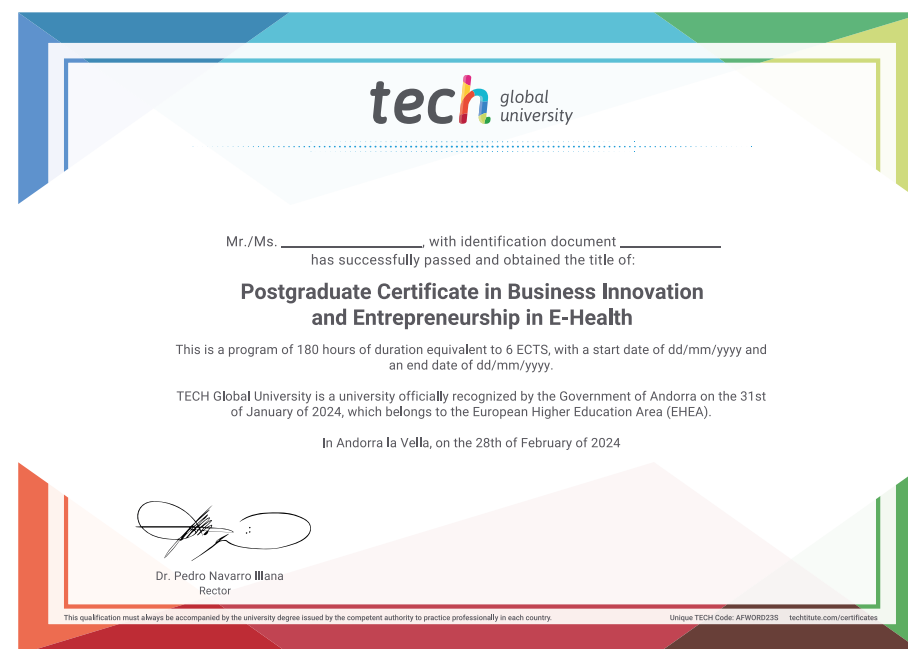 tech global
university
Mr./Ms. ____________________, with identification document ______________
has successfully passed and obtained the title of:
Postgraduate Certificate in Business Innovation
and Entrepreneurship in E-Health
This is a program of 180 hours of duration equivalent to 6 ECTS, with a start date of dd/mm/yyyy and
an end date of dd/mm/yyyy.
TECH Global University is a university officially recognized by the Government of Andorra on the 31st
of January of 2024, which belongs to the European Higher Education Area (EHEA).
In Andorra la Vella, on the 28th of February of 2024
Dr. Pedro Navarro Illana
Rector
This qualification must always be accompanied by the university degree issued by the competent authority to practice professionally in each country.
Unique TECH Code: AFWORD23S techtitute.com/certificates